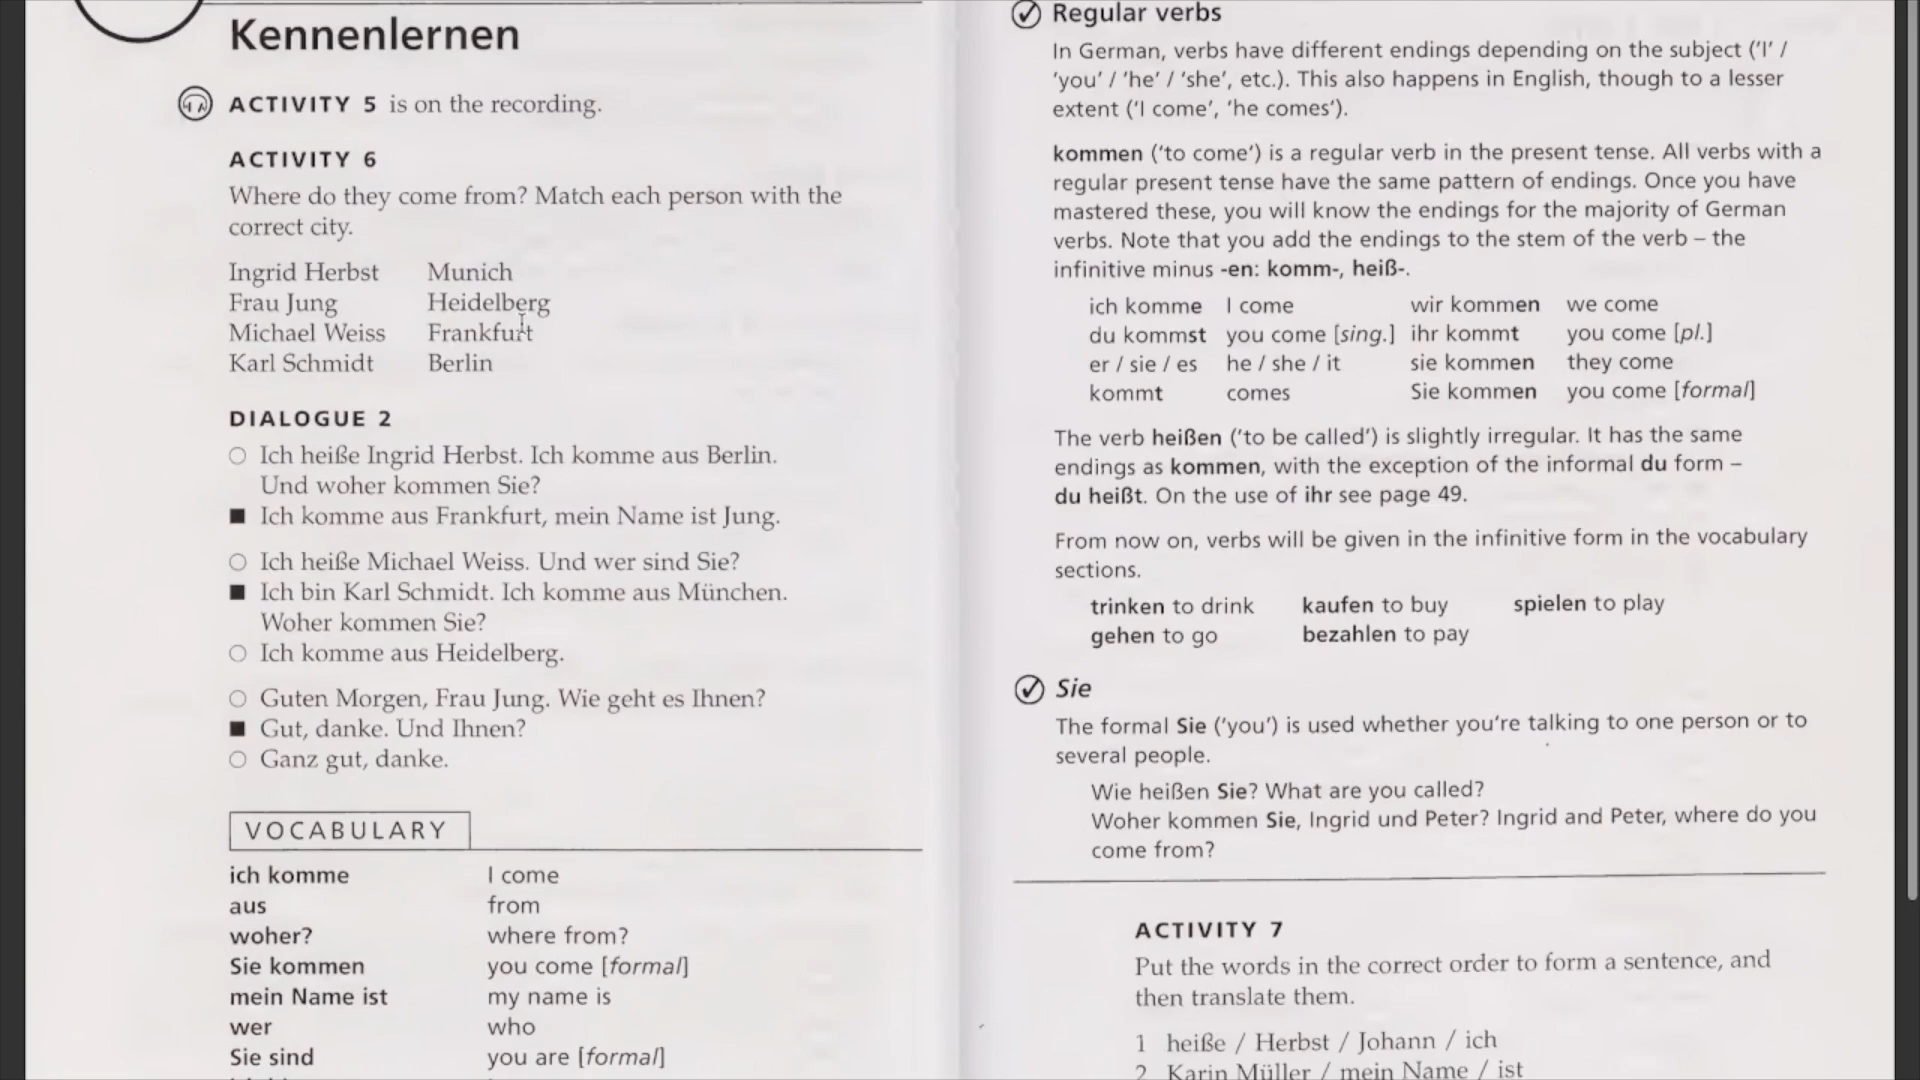 Kennenlernen
ACTIVITY 5 is on the recording.
ACTIVITY 6
Where do they come from? Match each person with the
correct city.
Ingrid Herbst Munich
Frau Jung Heidelberg
Michael Weiss Frankfurt
Karl Schmidt Berlin
DIALOGUE 2
○ Ich heiße Ingrid Herbst. Ich komme aus Berlin.
Und woher kommen Sie?
■ Ich komme aus Frankfurt, mein Name ist Jung.
○ Ich heiße Michael Weiss. Und wer sind Sie?
■ Ich bin Karl Schmidt. Ich komme aus München.
Woher kommen Sie?
○ Ich komme aus Heidelberg.
○ Guten Morgen, Frau Jung. Wie geht es Ihnen?
■ Gut, danke. Und Ihnen?
○ Ganz gut, danke.
VOCABULARY
ich komme I come
aus from
woher? where from?
Sie kommen you come [formal]
mein Name ist my name is
wer who
Sie sind you are [formal]
Regular verbs
In German, verbs have different endings depending on the subject ('I' /
'you' / 'he' / 'she', etc.). This also happens in English, though to a lesser
extent ('I come', 'he comes').
kommen ('to come') is a regular verb in the present tense. All verbs with a
regular present tense have the same pattern of endings. Once you have
mastered these, you will know the endings for the majority of German
verbs. Note that you add the endings to the stem of the verb – the
infinitive minus -en: komm-, heiß-.
ich komme I come wir kommen we come
du kommst you come [sing.] ihr kommt you come [pl.]
er / sie / es he / she / it sie kommen they come
kommt comes Sie kommen you come [formal]
The verb heißen ('to be called') is slightly irregular. It has the same
endings as kommen, with the exception of the informal du form –
du heißt. On the use of ihr see page 49.
From now on, verbs will be given in the infinitive form in the vocabulary
sections.
trinken to drink kaufen to buy spielen to play
gehen to go bezahlen to pay
Sie
The formal Sie ('you') is used whether you're talking to one person or to
several people.
Wie heißen Sie? What are you called?
Woher kommen Sie, Ingrid und Peter? Ingrid and Peter, where do you
come from?
ACTIVITY 7
Put the words in the correct order to form a sentence, and
then translate them.
1 heiße / Herbst / Johann / ich
2 Karin Müller / mein Name / ist